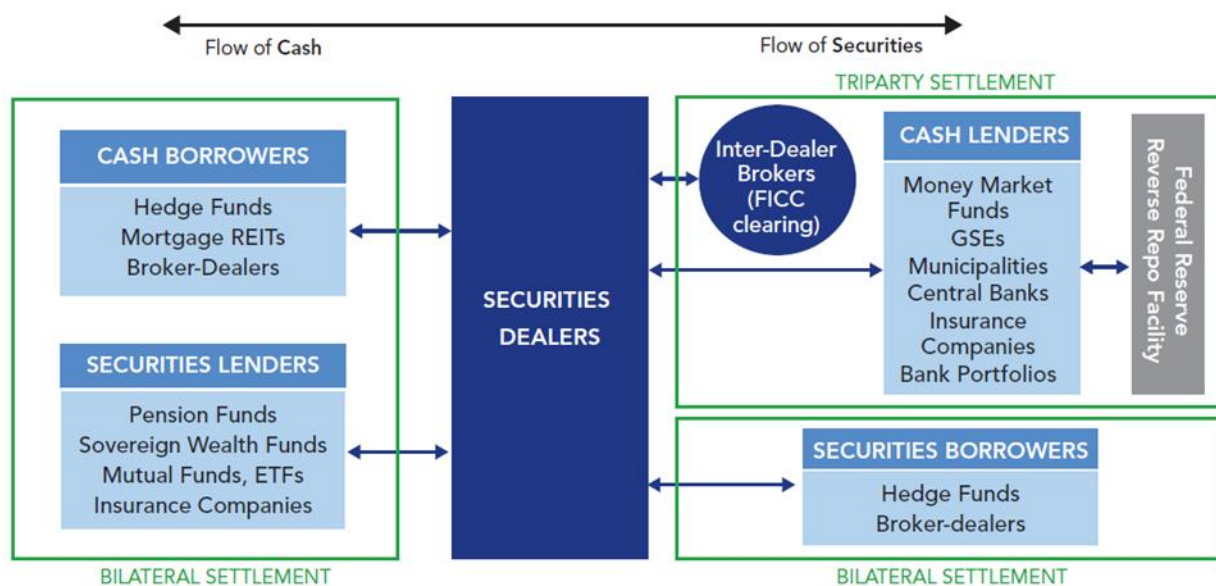 Flow of Cash
Flow of Securities
TRIPARTY SETTLEMENT
CASH BORROWERS
Hedge Funds
Mortgage REITs
Broker-Dealers
SECURITIES LENDERS
Pension Funds
Sovereign Wealth Funds
Mutual Funds, ETFs
Insurance Companies
BILATERAL SETTLEMENT
SECURITIES
DEALERS
Inter-Dealer
Brokers
(FICC
clearing)
CASH LENDERS
Money Market
Funds
GSEs
Municipalities
Central Banks
Insurance
Companies
Bank Portfolios
Federal Reserve
Reverse Repo Facility
SECURITIES BORROWERS
Hedge Funds
Broker-dealers
BILATERAL SETTLEMENT